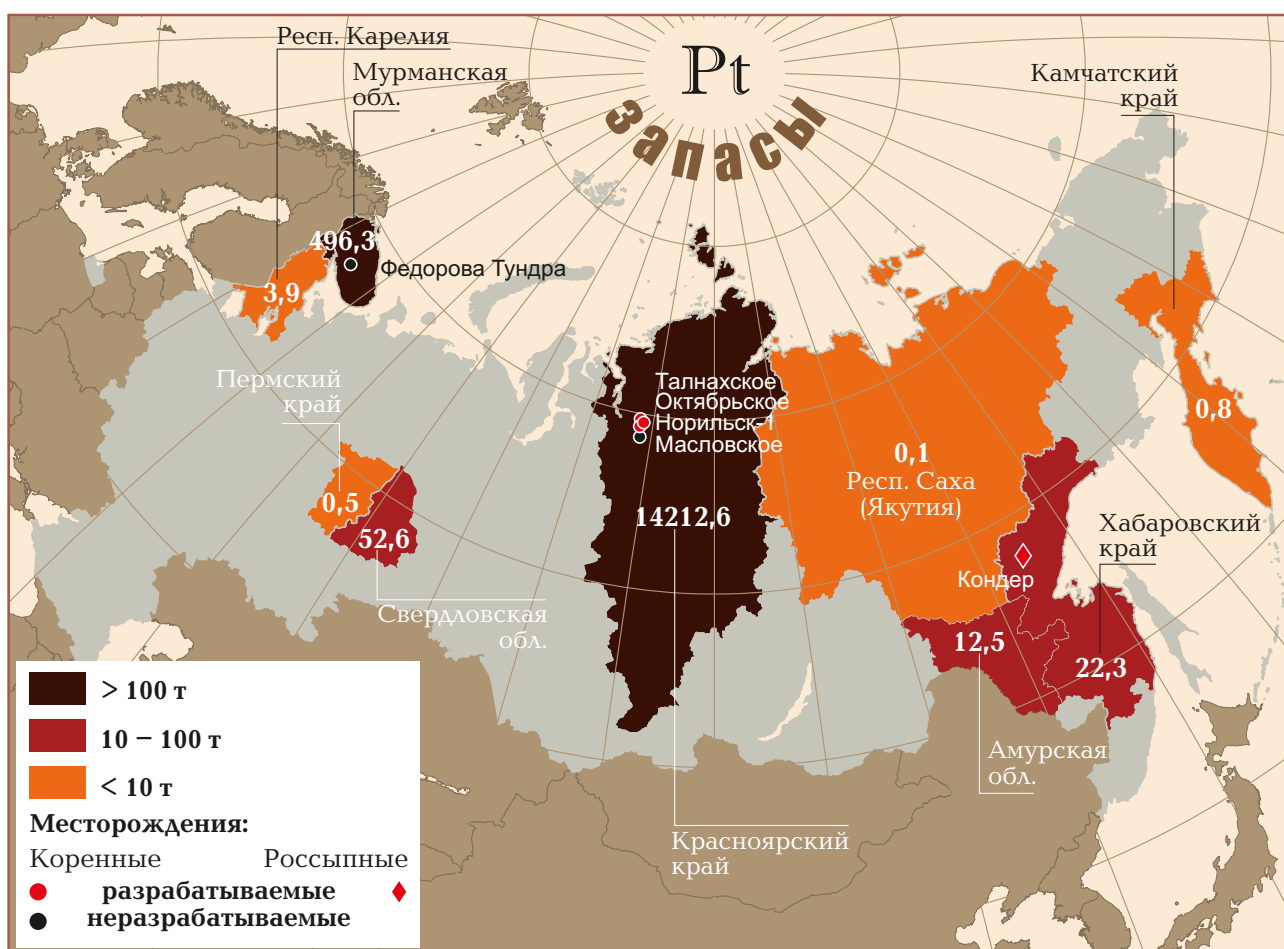 Pt
запасы
Респ. Карелия
Мурманская
обл.
Камчатский
край
496,3
Федорова Тундра
3,9
Пермский
край
0,5
52,6
Свердловская
обл.
Талнахское
Октябрьское
Норильск-1
Масловское
14212,6
Красноярский
край
0,1
Респ. Саха
(Якутия)
0,8
Хабаровский
край
Кондер
12,5
22,3
Амурская
обл.
> 100 т
10 – 100 т
< 10 т
Месторождения:
Коренные Россыпные
разрабатываемые
неразрабатываемые